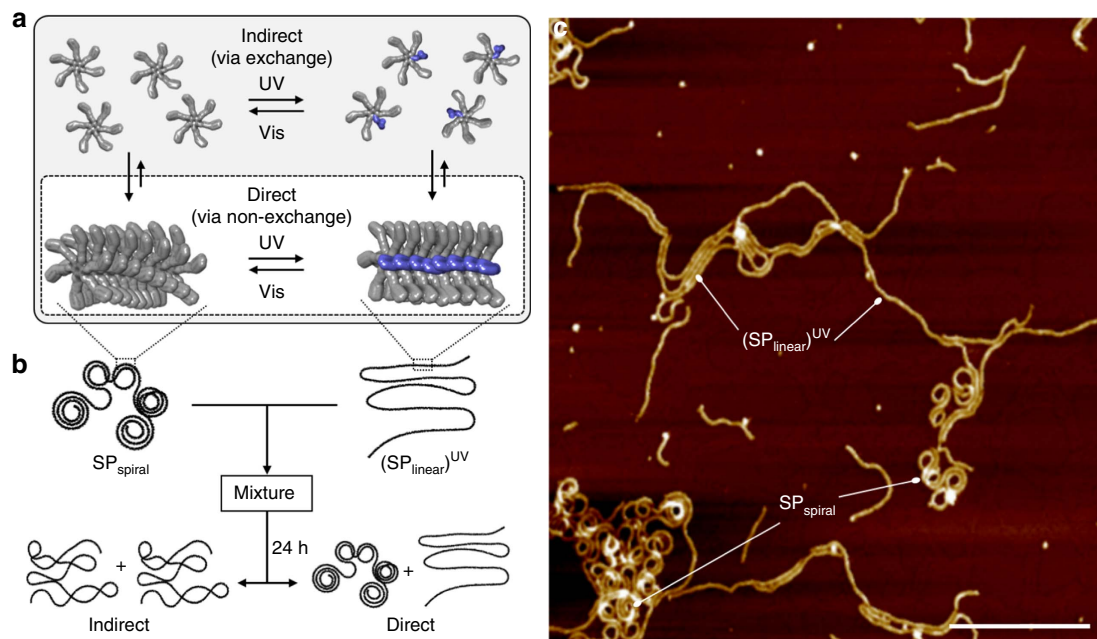 a
Indirect
(via exchange)
UV
Vis
Direct
(via non-exchange)
UV
Vis
b
SPspiral
(SPlinear)UV
Mixture
24 h
+
+
Indirect
Direct
c
(SPlinear)UV
SPspiral